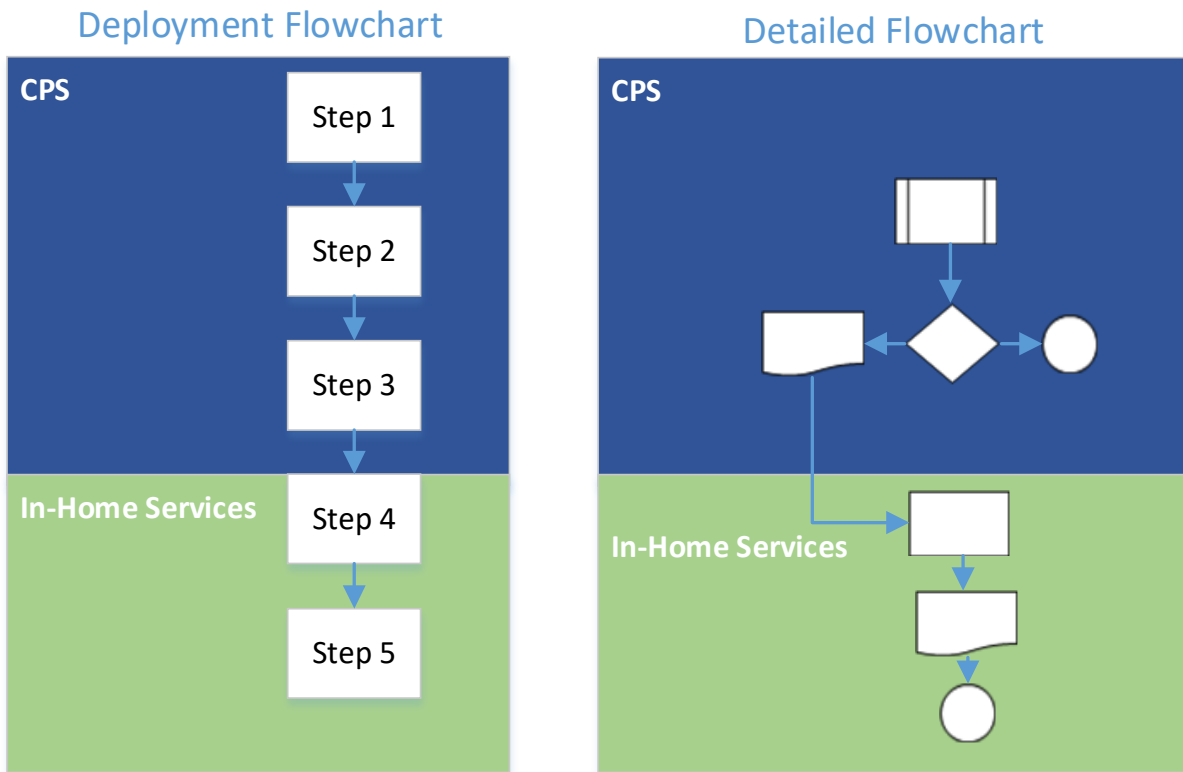 Deployment Flowchart
CPS
Step 1
Step 2
Step 3
In-Home Services
Step 4
Step 5
Detailed Flowchart
CPS
In-Home Services